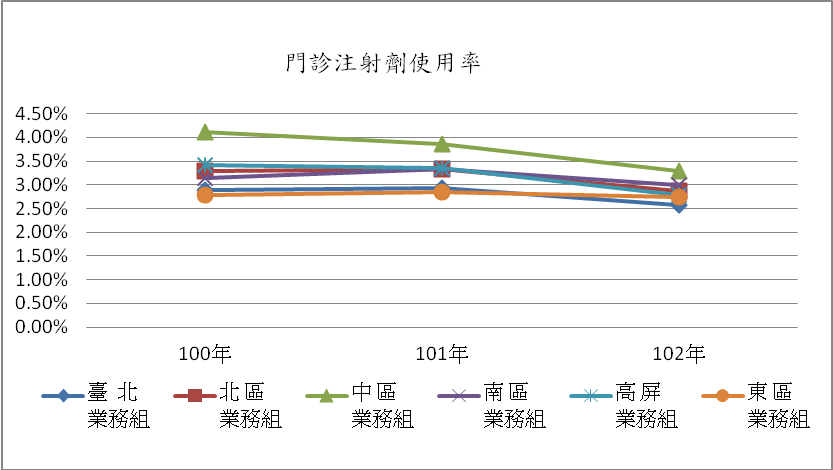 門診注射劑使用率
4.50%
4.00%
3.50%
3.00%
2.50%
2.00%
1.50%
1.00%
0.50%
0.00%
100年 101年 102年
臺北 北區 中區 南區 高屏 東區
業務組 業務組 業務組 業務組 業務組 業務組